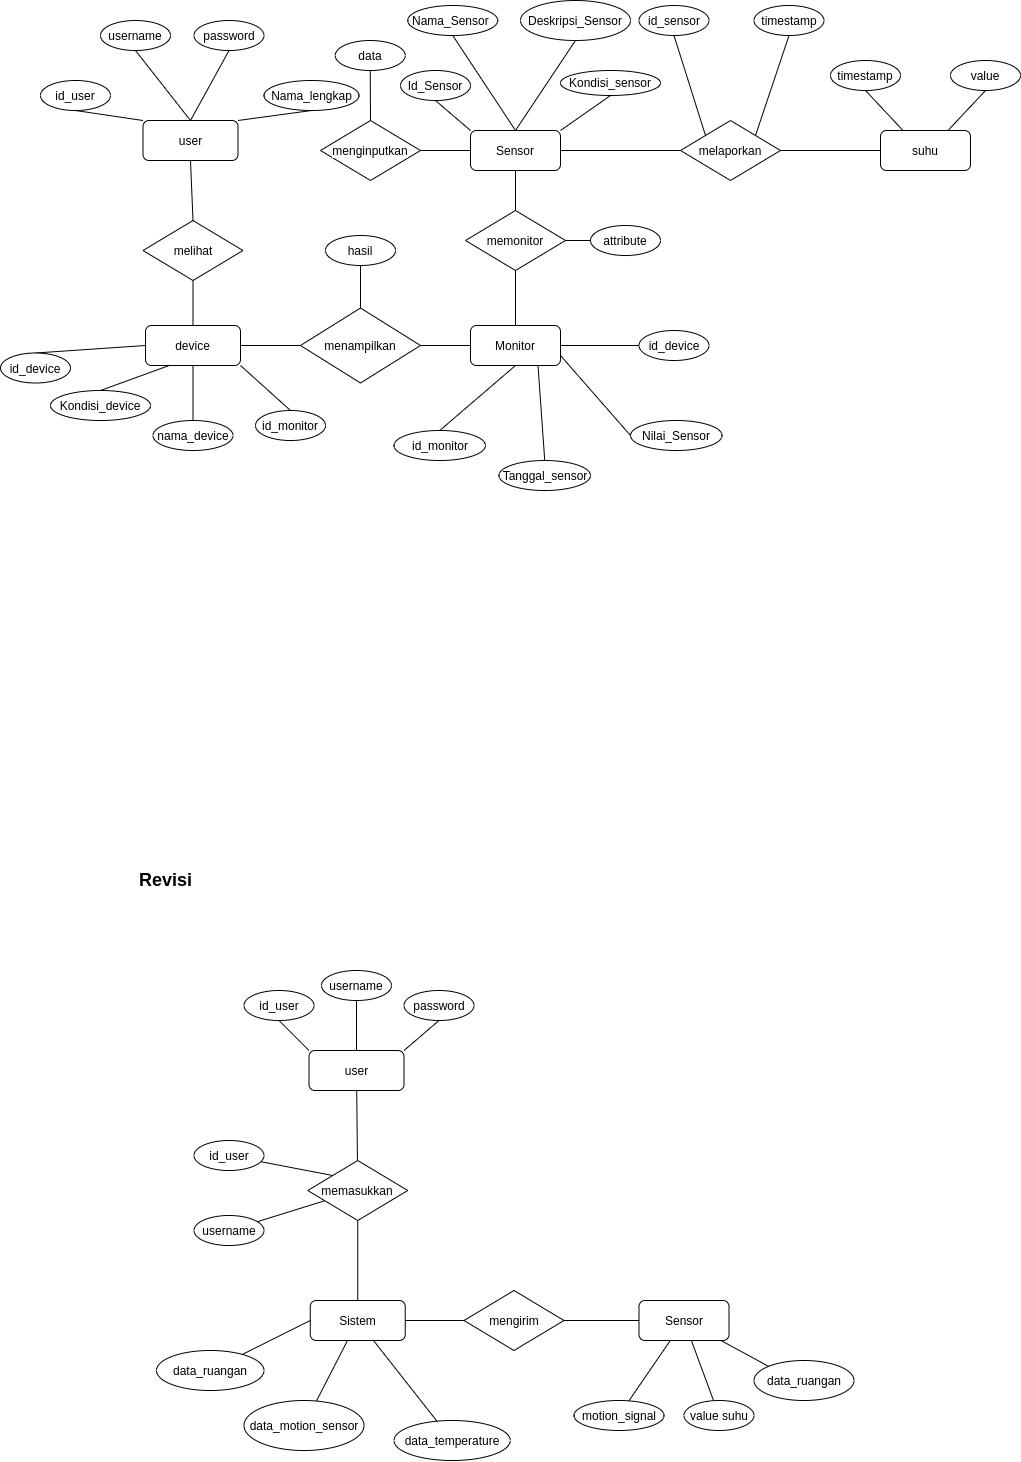 Nama_Sensor
Deskripsi_Sensor
id_sensor
timestamp
username
password
data
timestamp
value
id_user
Nama_lengkap
Id_Sensor
Kondisi_sensor
user
menginputkan
Sensor
melaporkan
suhu
melihat
hasil
memonitor
attribute
device
menampilkan
Monitor
id_device
id_device
Kondisi_device
nama_device
id_monitor
id_monitor
Tanggal_sensor
Nilai_Sensor
Revisi
id_user
username
password
user
id_user
memasukkan
username
Sistem
mengirim
Sensor
data_ruangan
data_motion_sensor
data_temperature
motion_signal
value suhu
data_ruangan